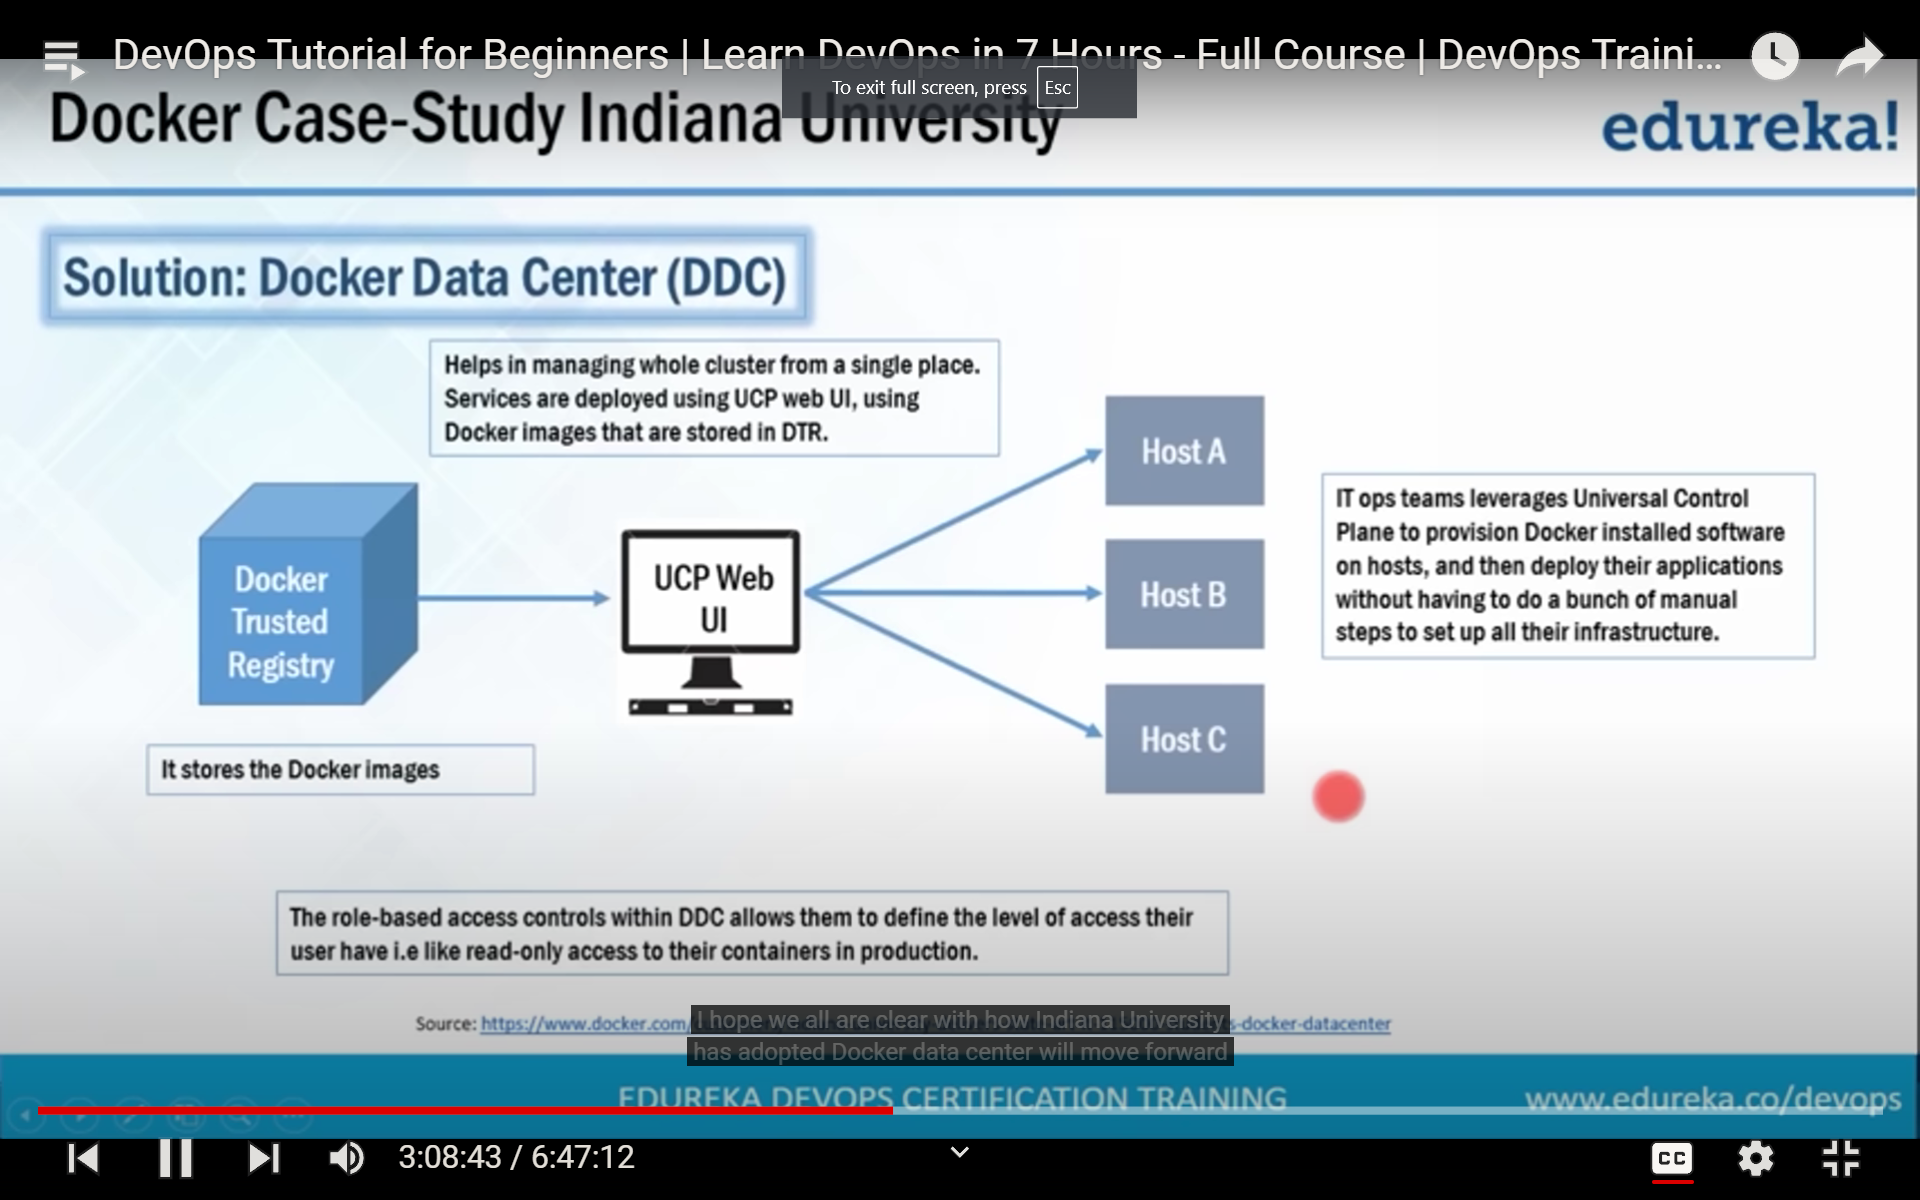 DevOps Tutorial for Beginners | Learn DevOps in 7 Hours - Full Course | DevOps Traini...
To exit full screen, press Esc
Docker Case-Study Indiana University
edureka!
Solution: Docker Data Center (DDC)
Helps in managing whole cluster from a single place.
Services are deployed using UCP web UI, using
Docker images that are stored in DTR.
Docker
Trusted
Registry
UCP Web
UI
Host A
Host B
Host C
IT ops teams leverages Universal Control
Plane to provision Docker installed software
on hosts, and then deploy their applications
without having to do a bunch of manual
steps to set up all their infrastructure.
It stores the Docker images
The role-based access controls within DDC allows them to define the level of access their
user have i.e like read-only access to their containers in production.
Source: https://www.docker.com/ -docker-datacenter
I hope we all are clear with how Indiana University
has adopted Docker data center will move forward
EDUREKA DEVOPS CERTIFICATION TRAINING
www.edureka.co/devops
3:08:43 / 6:47:12
CC